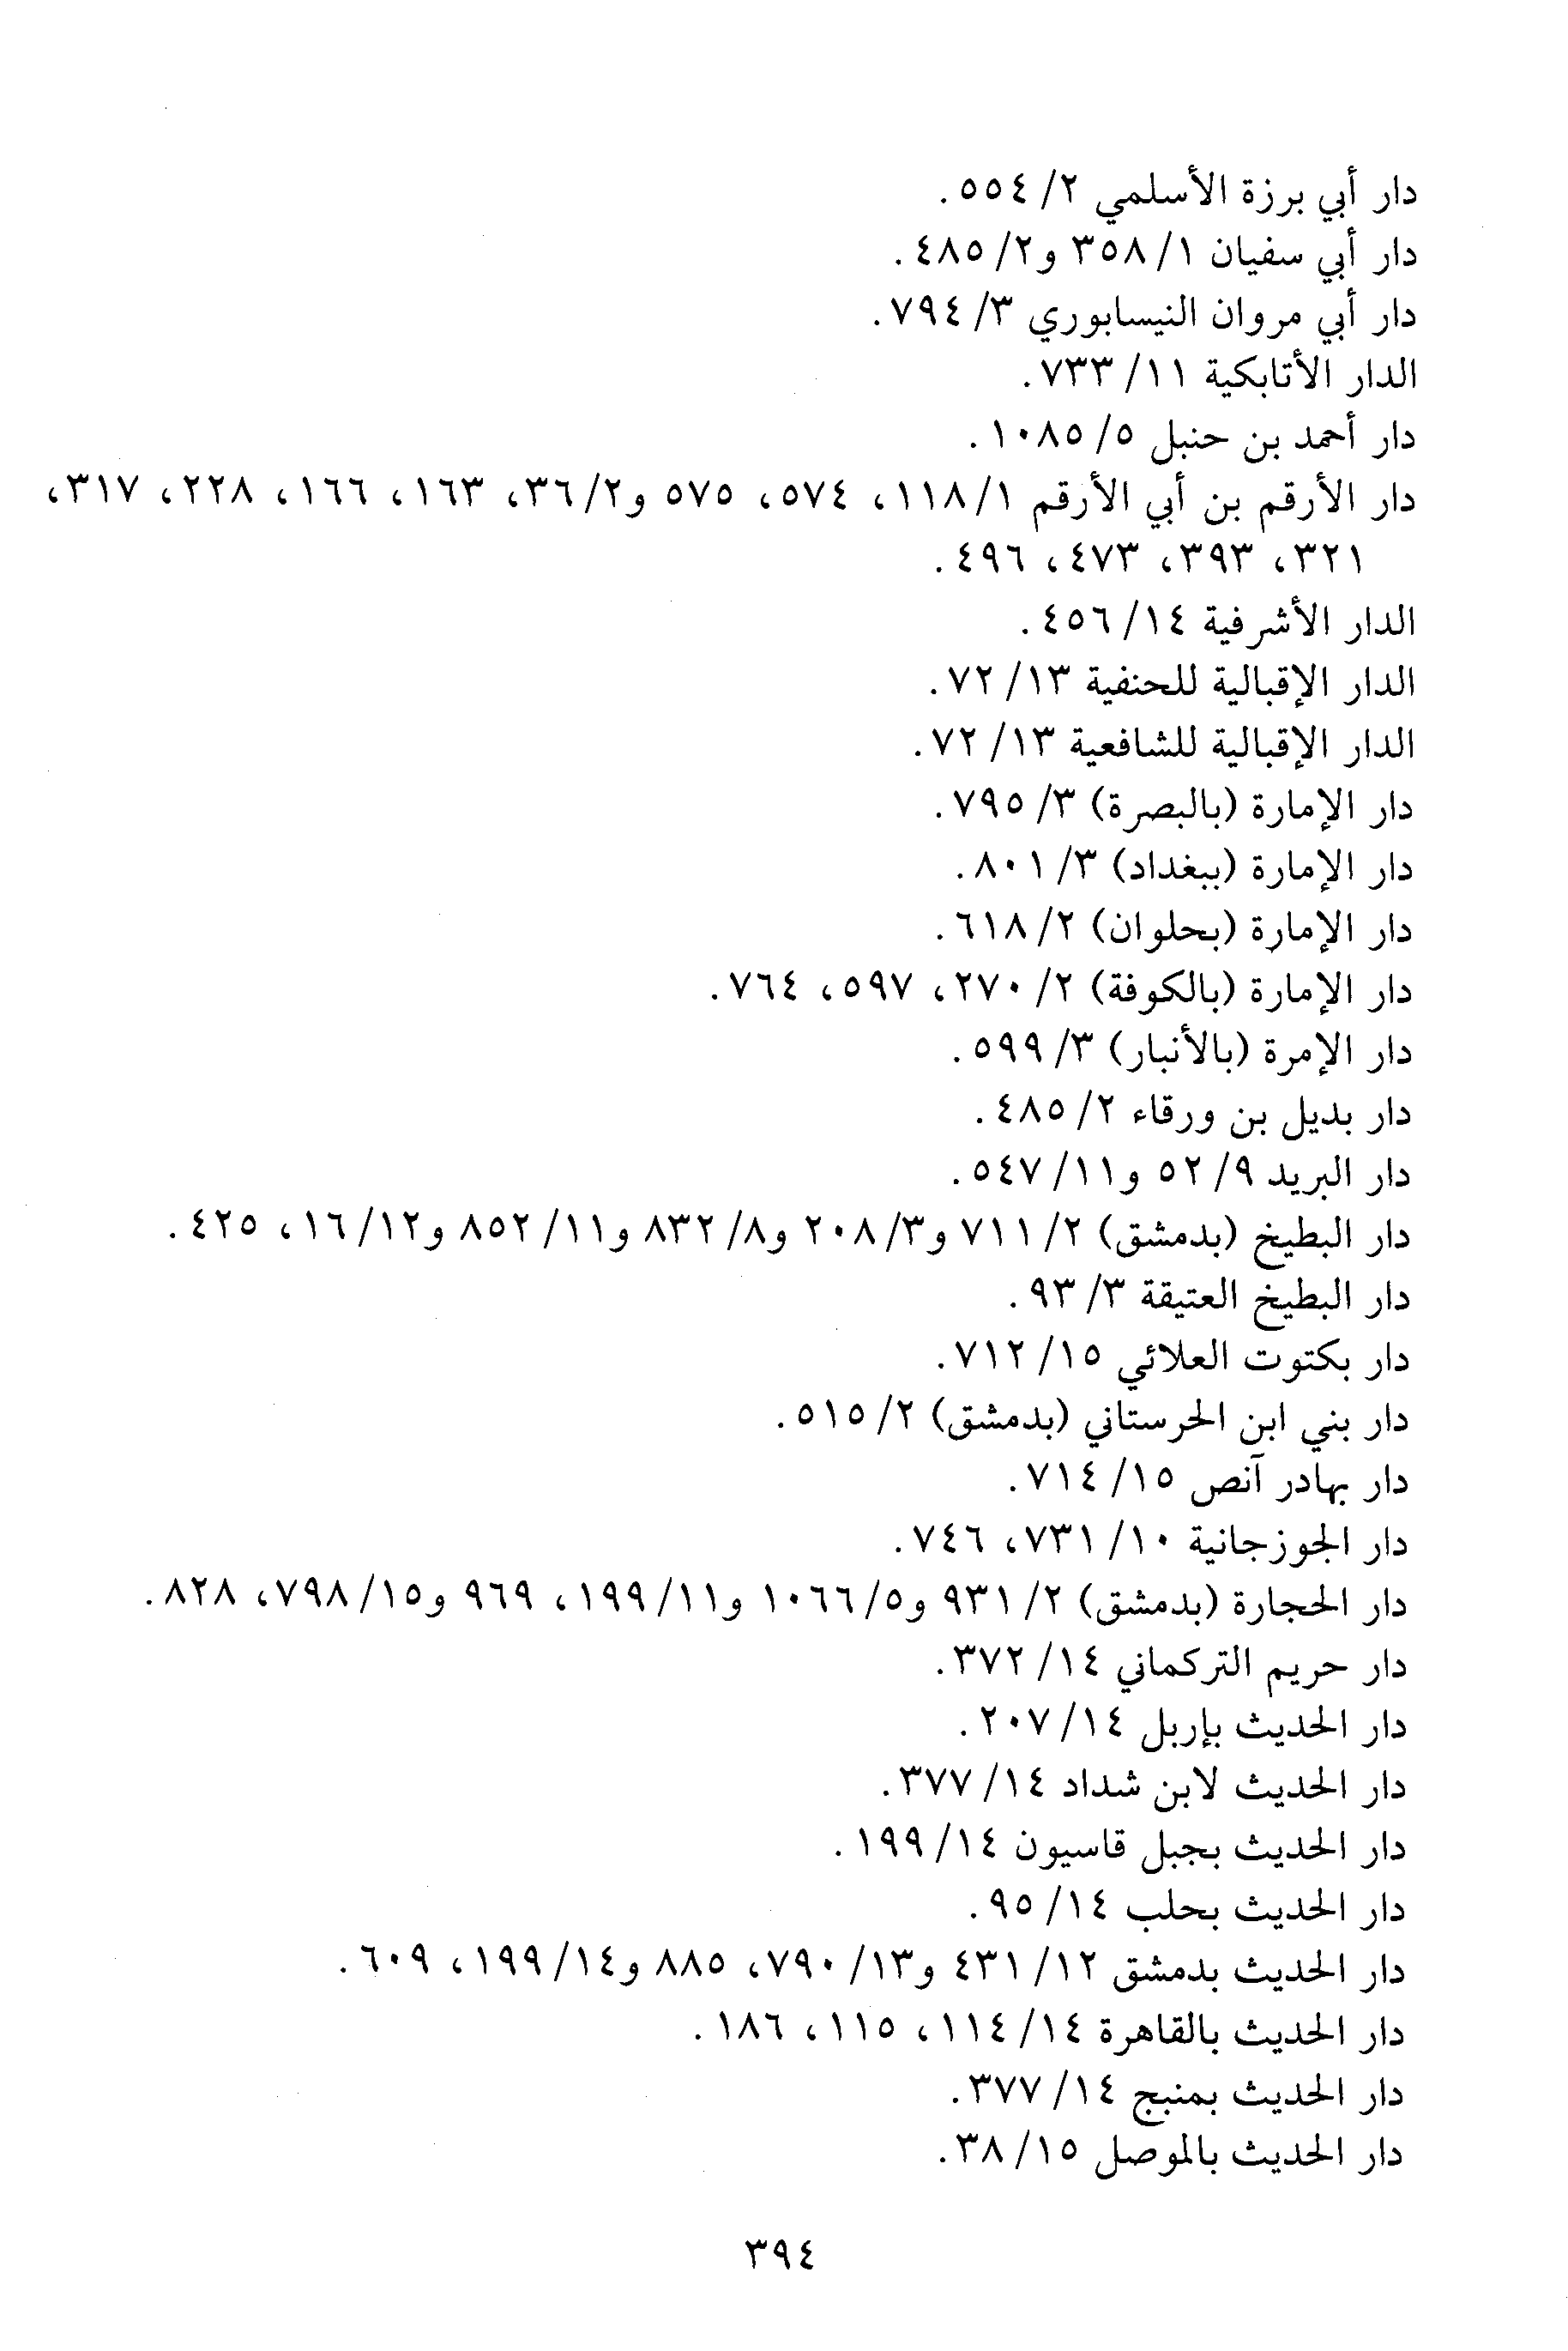 دار أبي برزة الأسلمي ٢/ ٥٥٤.
دار أبي سفيان ١/ ٣٥٨ و٢/ ٤٨٥.
دار أبي مروان النيسابوري ٣/ ٧٩٤.
الدار الأتابكية ١١/ ٧٣٣.
دار أحمد بن حنبل ٥/ ١٠٨٥.
دار الأرقم بن أبي الأرقم ١/ ١١٨، ٥٧٤، ٥٧٥ و٢/ ٣٦، ١٦٣، ١٦٦، ٢٢٨، ٣١٧،
٣٢١، ٣٩٣، ٤٧٣، ٤٩٦.
الدار الأشرفية ١٤/ ٤٥٦.
الدار الإقبالية للحنفية ١٣/ ٧٢.
الدار الإقبالية للشافعية ١٣/ ٧٢.
دار الإمارة (بالبصرة) ٣/ ٧٩٥.
دار الإمارة (ببغداد) ٣/ ٨٠١.
دار الإمارة (بحلوان) ٢/ ٦١٨.
دار الإمارة (بالكوفة) ٢/ ٢٧٠، ٥٩٧، ٧٦٤.
دار الإمرة (بالأنبار) ٣/ ٥٩٩.
دار بديل بن ورقاء ٢/ ٤٨٥.
دار البريد ٩/ ٥٢ و١١/ ٥٤٧.
دار البطيخ (بدمشق) ٢/ ٧١١ و٣/ ٢٠٨ و٨/ ٨٣٢ و١١/ ٨٥٢ و١٢/ ١٦، ٤٢٥.
دار البطيخ العتيقة ٣/ ٩٣.
دار بكتوت العلائي ١٥/ ٧١٢.
دار بني ابن الحرستاني (بدمشق) ٢/ ٥١٥.
دار بهادر آنص ١٥/ ٧١٤.
دار الجوزجانية ١٠/ ٧٣١، ٧٤٦.
دار الحجارة (بدمشق) ٢/ ٩٣١ و٥/ ١٠٦٦ و١١/ ١٩٩، ٩٦٩ و١٥/ ٧٩٨، ٨٢٨.
دار حريم التركماني ١٤/ ٣٧٢.
دار الحديث بإربل ١٤/ ٢٠٧.
دار الحديث لابن شداد ١٤/ ٣٧٧.
دار الحديث بجبل قاسيون ١٤/ ١٩٩.
دار الحديث بحلب ١٤/ ٩٥.
دار الحديث بدمشق ١٢/ ٤٣١ و١٣/ ٧٩٠، ٨٨٥ و١٤/ ١٩٩، ٦٠٩.
دار الحديث بالقاهرة ١٤/ ١١٤، ١١٥، ١٨٦.
دار الحديث بمنبج ١٤/ ٣٧٧.
دار الحديث بالموصل ١٥/ ٣٨.
٣٩٤